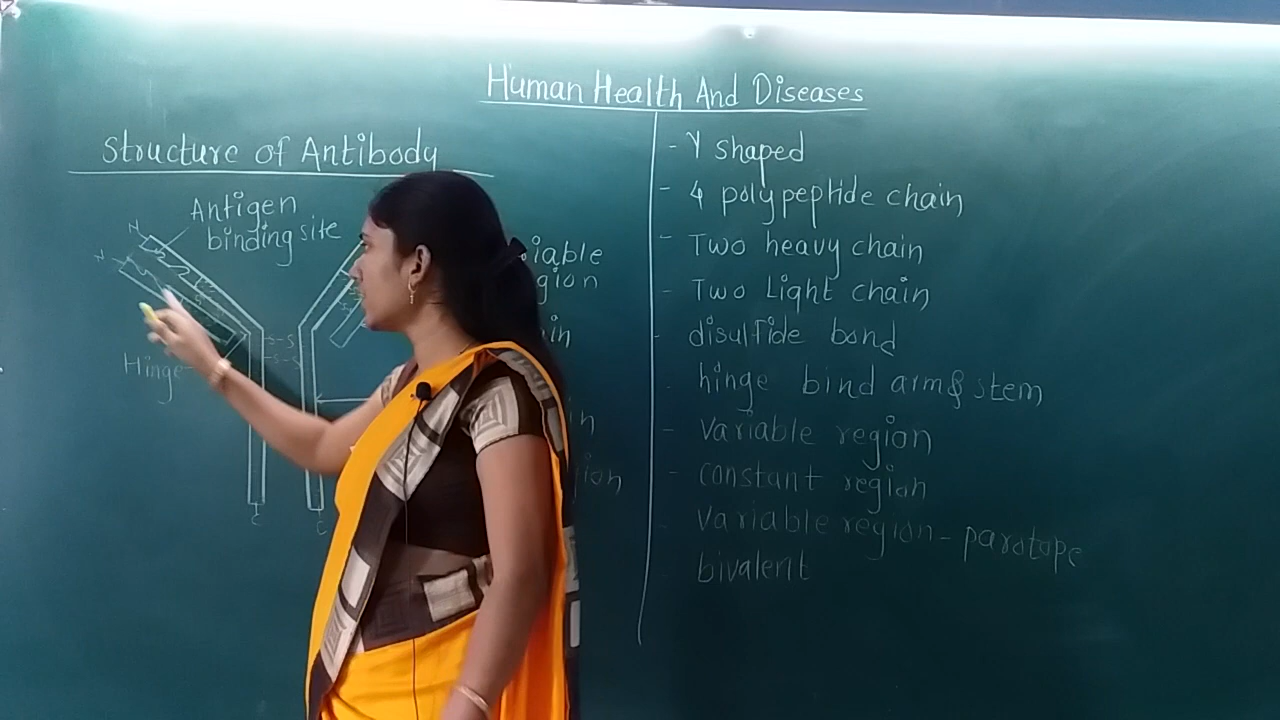 Human Health And Diseases
Structure of Antibody
Antigen
binding site
N
N
S-S
S-S
Hinge
C
C
- Y shaped
- 4 polypeptide chain
- Two heavy chain
- Two Light chain
- disulfide bond
- hinge bind arm & stem
- Variable region
- constant region
- Variable region - paratope
- bivalent